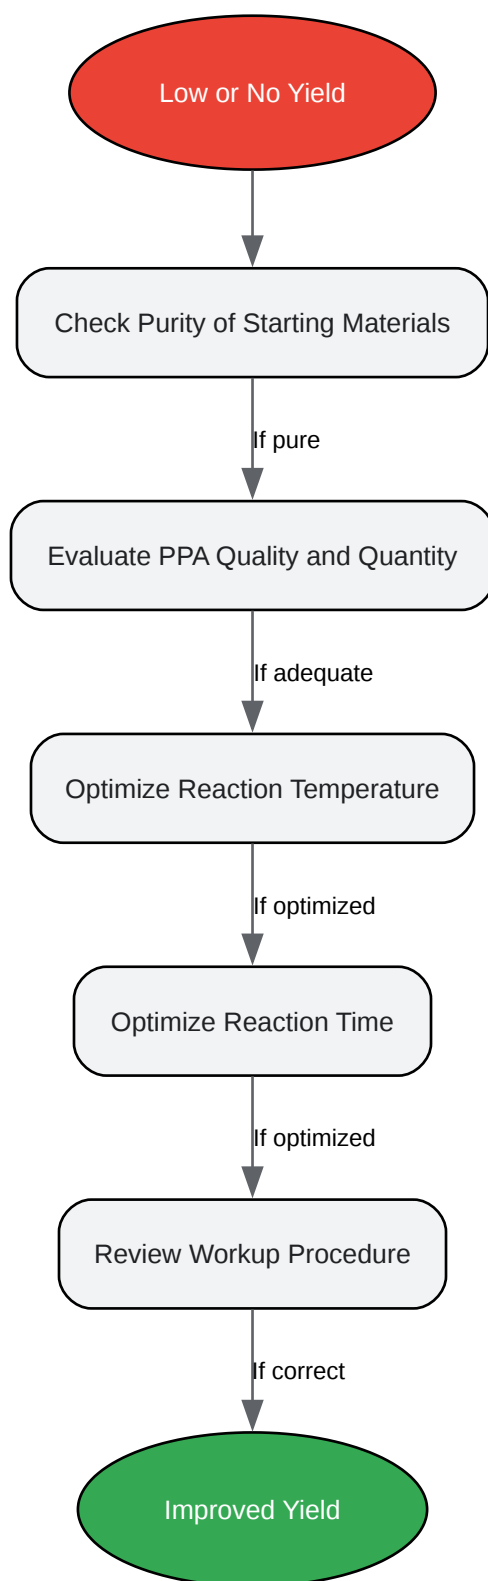 Low or No Yield
Check Purity of Starting Materials
If pure
Evaluate PPA Quality and Quantity
If adequate
Optimize Reaction Temperature
If optimized
Optimize Reaction Time
If optimized
Review Workup Procedure
If correct
Improved Yield